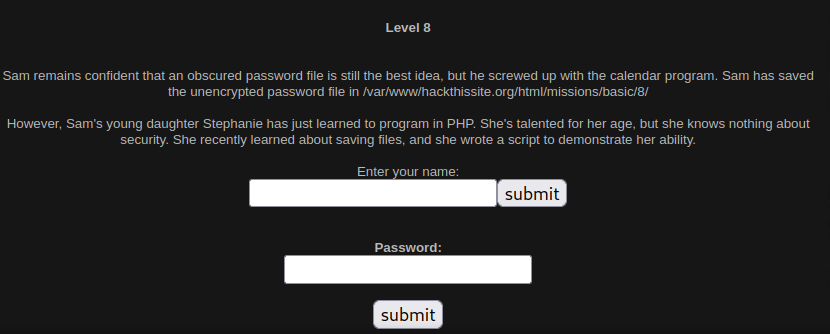 Level 8
Sam remains confident that an obscured password file is still the best idea, but he screwed up with the calendar program. Sam has saved
the unencrypted password file in /var/www/hackthissite.org/html/missions/basic/8/
However, Sam's young daughter Stephanie has just learned to program in PHP. She's talented for her age, but she knows nothing about
security. She recently learned about saving files, and she wrote a script to demonstrate her ability.
Enter your name:
submit
Password:
submit